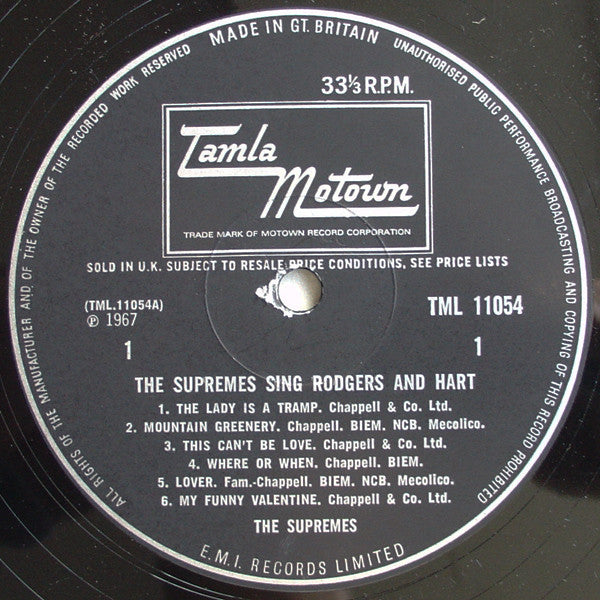 MADE IN GT. BRITAIN
UNAUTHORISED PUBLIC PERFORMANCE BROADCASTING AND COPYING OF THIS RECORD PROHIBITED
ALL RIGHTS OF THE MANUFACTURER AND OF THE OWNER OF THE RECORDED WORK RESERVED
33⅓ R.P.M.
Tamla
Motown
TRADE MARK OF MOTOWN RECORD CORPORATION
SOLD IN U.K. SUBJECT TO RESALE PRICE CONDITIONS, SEE PRICE LISTS
(TML.11054A) TML 11054
Ⓟ 1967
1 1
THE SUPREMES SING RODGERS AND HART
1. THE LADY IS A TRAMP. Chappell & Co. Ltd.
2. MOUNTAIN GREENERY. Chappell. BIEM. NCB. Mecolico.
3. THIS CAN'T BE LOVE. Chappell & Co. Ltd.
4. WHERE OR WHEN. Chappell. BIEM.
5. LOVER. Fam.-Chappell. BIEM. NCB. Mecolico.
6. MY FUNNY VALENTINE. Chappell & Co. Ltd.
THE SUPREMES
E.M.I. RECORDS LIMITED